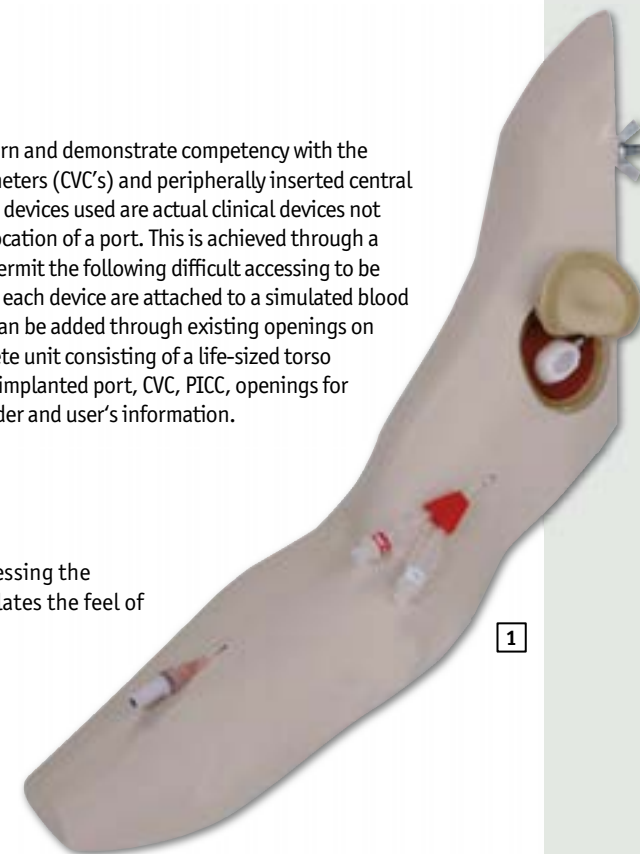 rn and demonstrate competency with the
eters (CVC's) and peripherally inserted central
devices used are actual clinical devices not
ocation of a port. This is achieved through a
ermit the following difficult accessing to be
each device are attached to a simulated blood
can be added through existing openings on
ete unit consisting of a life-sized torso
implanted port, CVC, PICC, openings for
der and user‘s information.
essing the
lates the feel of
1